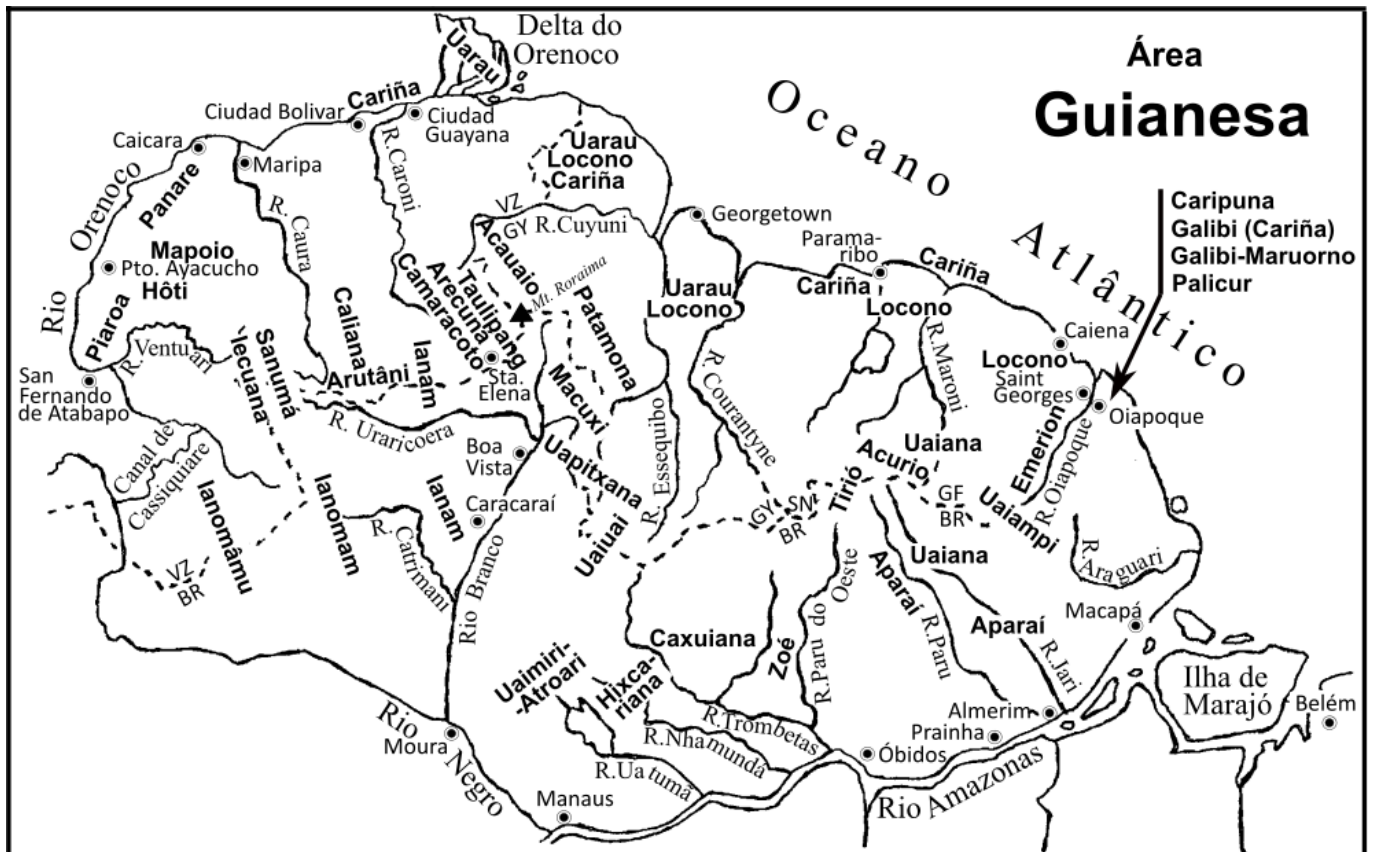 Área
Guianesa
Oceano Atlântico
Delta do
Orenoco
Uarau
Cariña
Ciudad Bolivar
Ciudad
Guayana
Caicara
Maripa
R.Caroni
Uarau
Locono
Cariña
Rio Orenoco
Panare
R. Caura
VZ
GY
R.Cuyuni
Georgetown
Parama-
ribo
Cariña
Cariña
Caripuna
Galibi (Cariña)
Galibi-Maruorno
Palicur
Mapoio
Pto. Ayacucho
Hôti
Acauaio
Mt. Roraima
Taulipang
Arecuna
Camaracoto
Patamona
Uarau
Locono
Locono
Piaroa
R. Ventuari
Sanumá
Iecuana
Caliana
Arutâni
Ianam
Sta.
Elena
Macuxi
R.Maroni
Caiena
Locono
Saint
Georges
Oiapoque
San
Fernando
de Atabapo
R. Uraricoera
R. Essequibo
R. Courantyne
Canal de
Cassiquiare
Boa
Vista
Uapitxana
Uaiana
Acurio
Emerion
R.Oiapoque
Ianomâmu
Ianomam
Ianam
Caracaraí
R. Catrimani
Uaiuai
GY
SN
BR
Tirió
GF
BR
Uaiampi
VZ
BR
Rio Branco
Uaiana
Aparaí
R.Araguari
Caxuiana
Zoé
R.Paru do
Oeste
R.Paru
Aparaí
R.Jari
Macapá
Uaimiri-
-Atroari
Hixca-
riana
Ilha de
Marajó
Belém
Rio Negro
Moura
R.Trombetas
R.Nhamundá
R.Uatumã
Almerim
Prainha
Óbidos
Manaus
Rio Amazonas